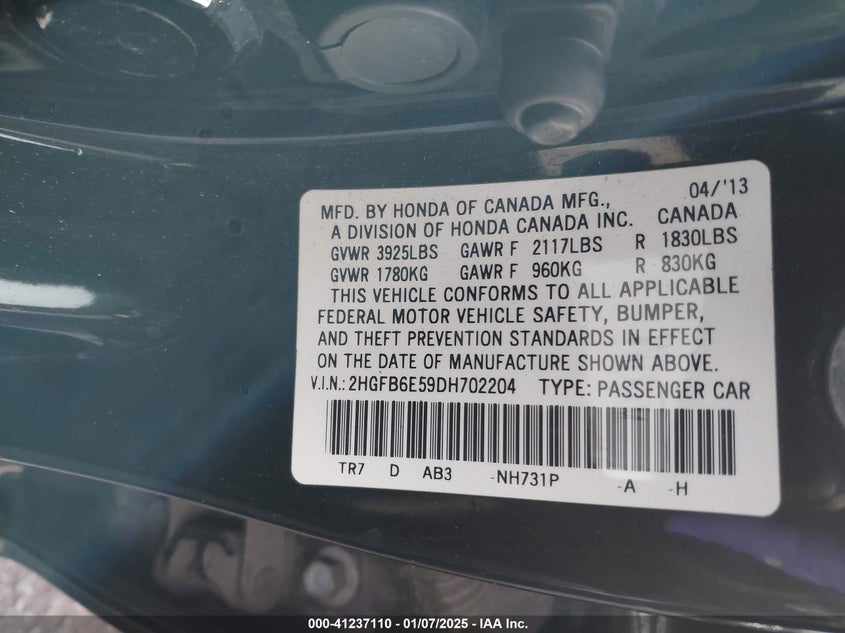 04/'13
MFD. BY HONDA OF CANADA MFG.,
A DIVISION OF HONDA CANADA INC. CANADA
GVWR 3925LBS GAWR F 2117LBS R 1830LBS
GVWR 1780KG GAWR F 960KG R 830KG
THIS VEHICLE CONFORMS TO ALL APPLICABLE
FEDERAL MOTOR VEHICLE SAFETY, BUMPER,
AND THEFT PREVENTION STANDARDS IN EFFECT
ON THE DATE OF MANUFACTURE SHOWN ABOVE.
V.I.N.: 2HGFB6E59DH702204 TYPE: PASSENGER CAR
TR7 D AB3 -NH731P -A -H
000-41237110 - 01/07/2025 - IAA Inc.